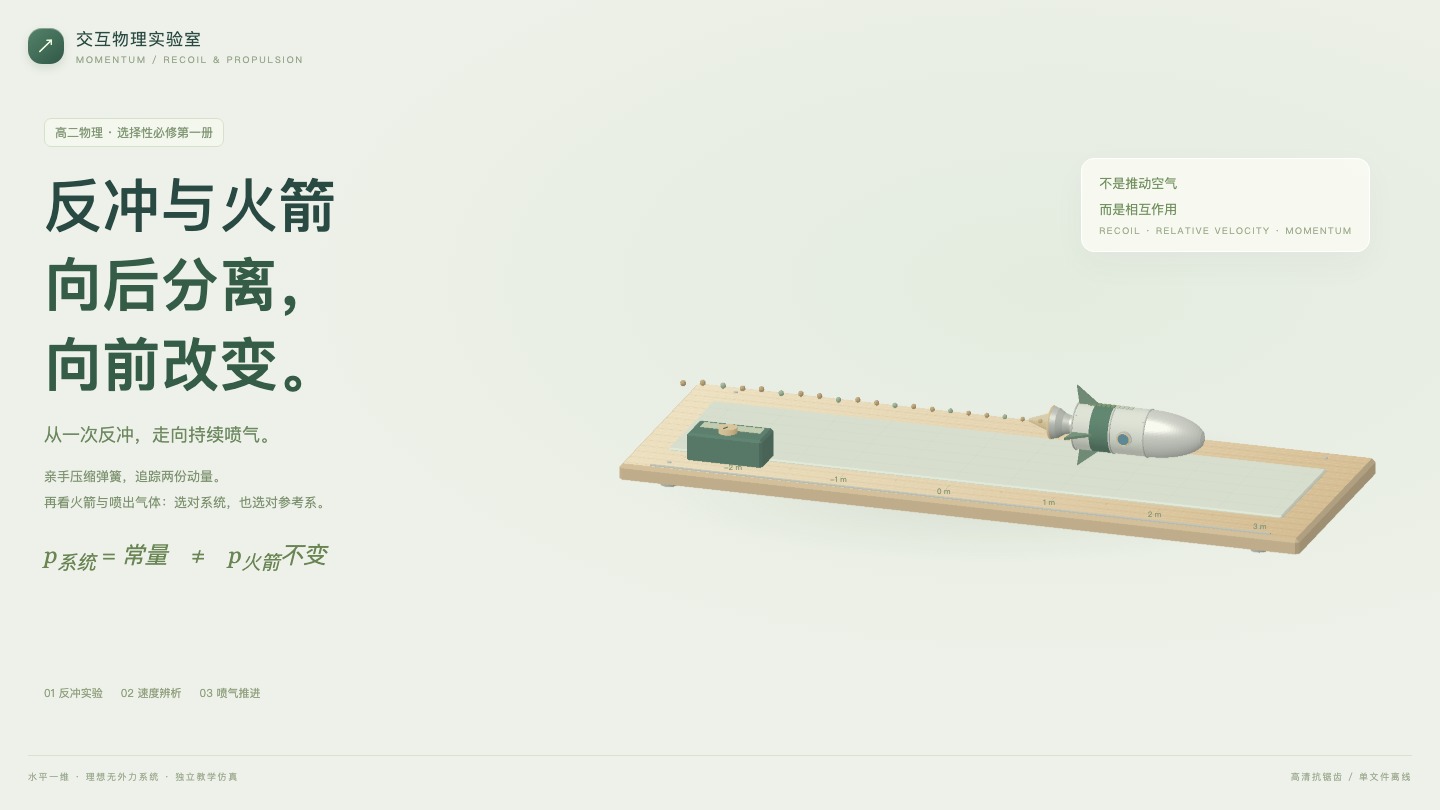 交互物理实验室
MOMENTUM / RECOIL & PROPULSION
高二物理 · 选择性必修第一册
反冲与火箭
向后分离，
向前改变。
从一次反冲，走向持续喷气。
亲手压缩弹簧，追踪两份动量。
再看火箭与喷出气体：选对系统，也选对参考系。
p系统 = 常量 ≠ p火箭不变
01 反冲实验 02 速度辨析 03 喷气推进
不是推动空气
而是相互作用
RECOIL · RELATIVE VELOCITY · MOMENTUM
−2 m
−1 m
0 m
1 m
2 m
3 m
水平一维 · 理想无外力系统 · 独立教学仿真
高清抗锯齿 / 单文件离线